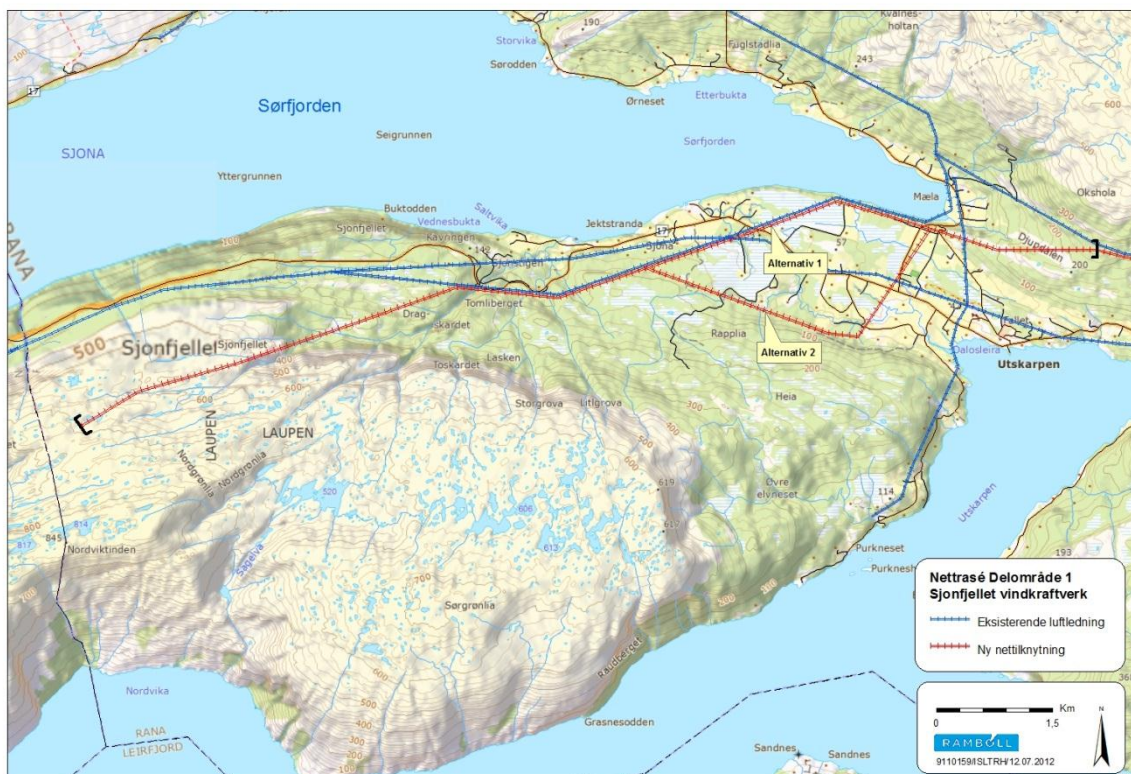 190
Kvalnes-
holtan
Storvika
Fuglstadlia
Sørodden
243
17
Ørneset
Etterbukta
600
Sørfjorden
Seigrunnen
Sørfjorden
SJONA
Yttergrunnen
Okshola
Mæla
Buktodden
Vednesbukta
Saltvika
Jektstranda
Sjonfjellet
Kavringen
142
17
Sjona
57
Djupdalen
200
RANA
Alternativ 1
Tomliberget
Drag-
skardet
Rapplia
500
Sjonfjellet
Sjonfjellet
Lasken
Toskardet
Alternativ 2
Dalosleira
Utskarpen
Storgrova
Litlgrova
Heia
LAUPEN
LAUPEN
Nordgrønlia
Nordgrønlia
520
619
Øvre
elvneset
114
606
814
817
845
613
Nordviktinden
Sagelva
Utskarpen
Purkneset
193
Sørgrønlia
Raudberget
Nordvika
Grasnesodden
RANA
LEIRFJORD
Sandnes
Sandnes
Nettrasé Delområde 1
Sjonfjellet vindkraftverk
Eksisterende luftledning
Ny nettilknytning
Km
0 1,5
N
RAMBOLL
9110159/ISLTRH/12.07.2012